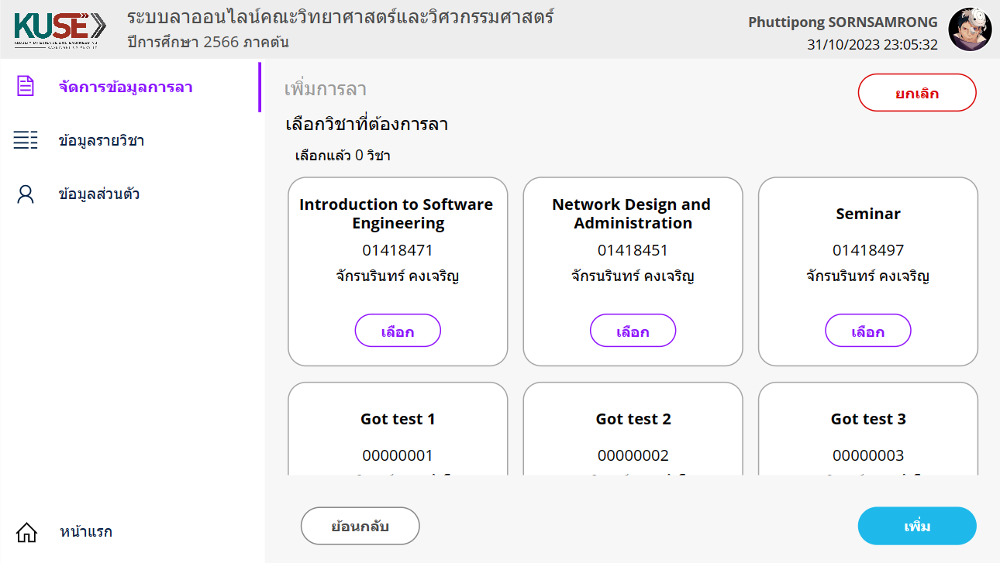 KUSE
FACULTY OF SCIENCE AND ENGINEERING
ระบบลาออนไลน์คณะวิทยาศาสตร์และวิศวกรรมศาสตร์
ปีการศึกษา 2566 ภาคต้น
Phuttipong SORNSAMRONG
31/10/2023 23:05:32
จัดการข้อมูลการลา
ข้อมูลรายวิชา
ข้อมูลส่วนตัว
หน้าแรก
เพิ่มการลา
ยกเลิก
เลือกวิชาที่ต้องการลา
เลือกแล้ว 0 วิชา
Introduction to Software
Engineering
01418471
จักรนรินทร์ คงเจริญ
เลือก
Network Design and
Administration
01418451
จักรนรินทร์ คงเจริญ
เลือก
Seminar
01418497
จักรนรินทร์ คงเจริญ
เลือก
Got test 1
00000001
Got test 2
00000002
Got test 3
00000003
ย้อนกลับ
เพิ่ม